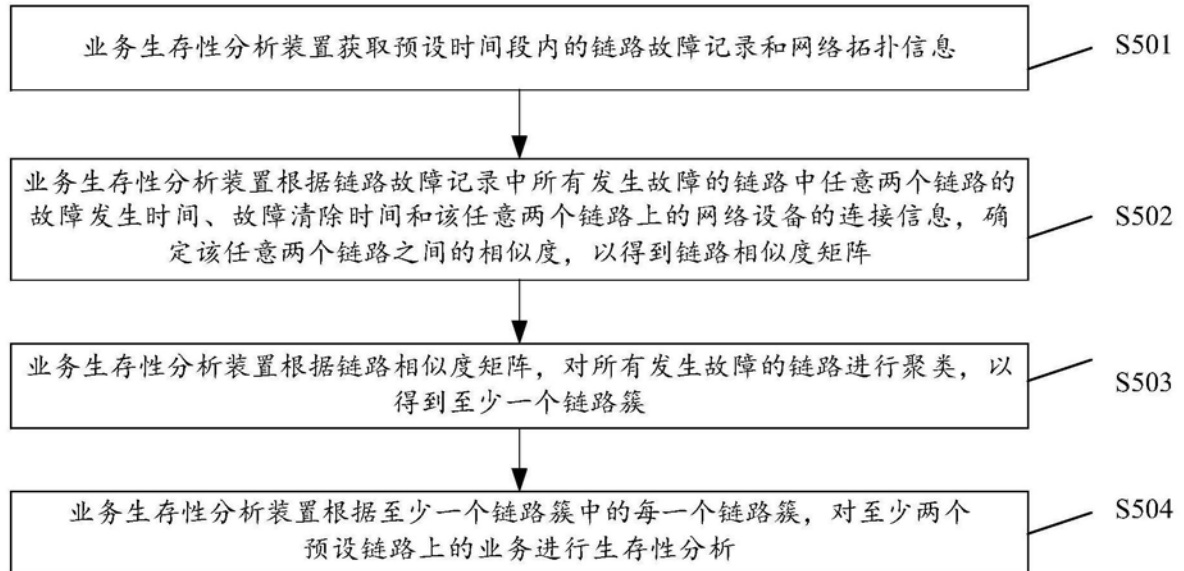 业务生存性分析装置获取预设时间段内的链路故障记录和网络拓扑信息
S501
业务生存性分析装置根据链路故障记录中所有发生故障的链路中任意两个链路的
故障发生时间、故障清除时间和该任意两个链路上的网络设备的连接信息，确
定该任意两个链路之间的相似度，以得到链路相似度矩阵
S502
业务生存性分析装置根据链路相似度矩阵，对所有发生故障的链路进行聚类，以
得到至少一个链路簇
S503
业务生存性分析装置根据至少一个链路簇中的每一个链路簇，对至少两个
预设链路上的业务进行生存性分析
S504